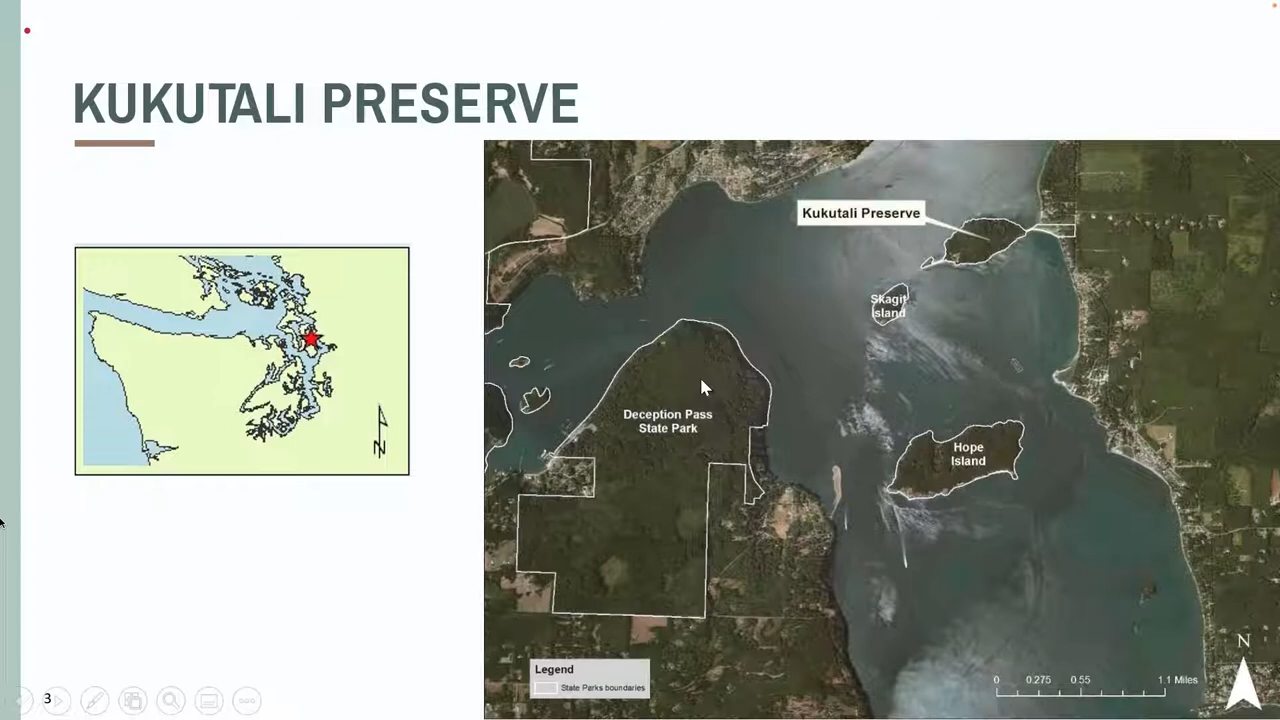 KUKUTALI PRESERVE
Kukutali Preserve
Skagit
Island
Deception Pass
State Park
Hope
Island
N
Legend
State Parks boundaries
N
0 0.275 0.55 1.1 Miles
3